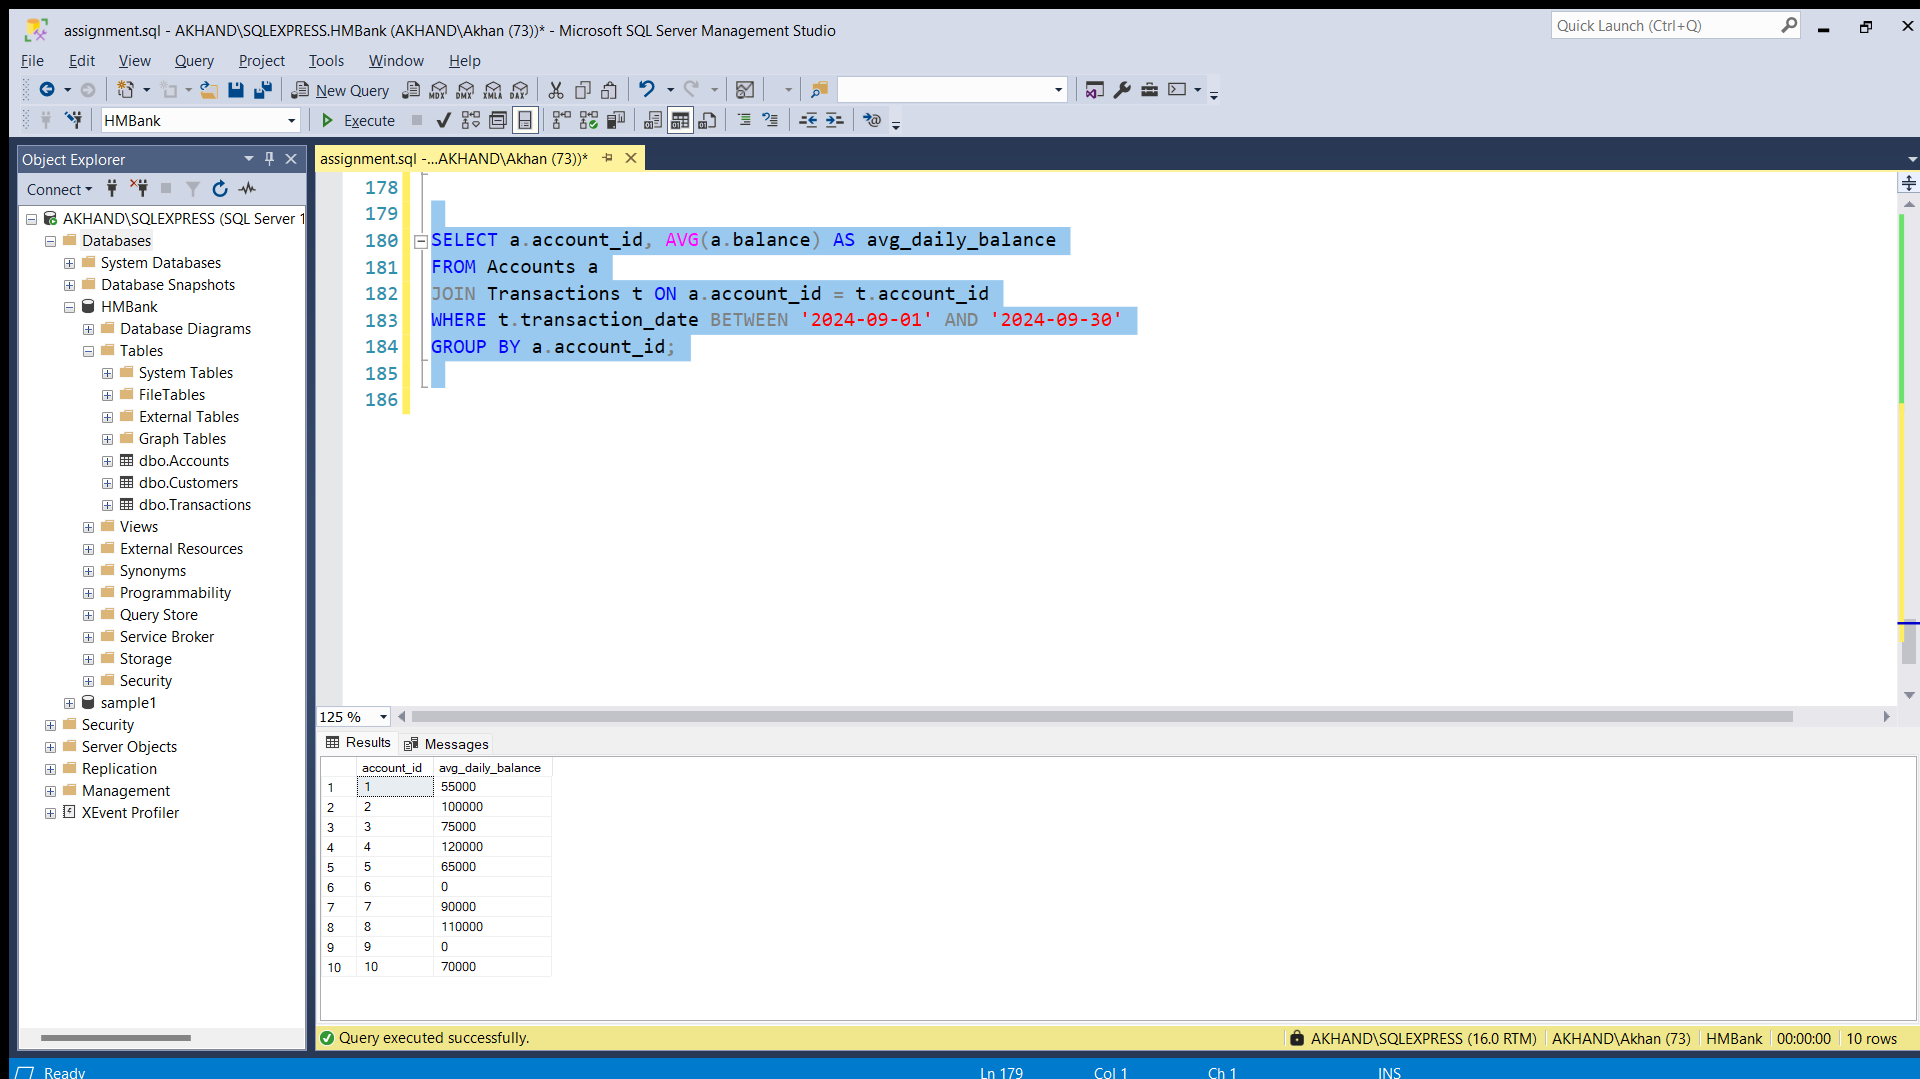 assignment.sql - AKHAND\SQLEXPRESS.HMBank (AKHAND\Akhan (73))* - Microsoft SQL Server Management Studio
Quick Launch (Ctrl+Q)
File Edit View Query Project Tools Window Help
New Query MDX DMX XMLA DAX
HMBank Execute
Object Explorer
Connect
AKHAND\SQLEXPRESS (SQL Server 1
Databases
System Databases
Database Snapshots
HMBank
Database Diagrams
Tables
System Tables
FileTables
External Tables
Graph Tables
dbo.Accounts
dbo.Customers
dbo.Transactions
Views
External Resources
Synonyms
Programmability
Query Store
Service Broker
Storage
Security
sample1
Security
Server Objects
Replication
Management
XEvent Profiler
assignment.sql -...AKHAND\Akhan (73))*
178
179
180 SELECT a.account_id, AVG(a.balance) AS avg_daily_balance
181 FROM Accounts a
182 JOIN Transactions t ON a.account_id = t.account_id
183 WHERE t.transaction_date BETWEEN '2024-09-01' AND '2024-09-30'
184 GROUP BY a.account_id;
185
186
125 %
Results Messages
account_id avg_daily_balance
1 1 55000
2 2 100000
3 3 75000
4 4 120000
5 5 65000
6 6 0
7 7 90000
8 8 110000
9 9 0
10 10 70000
Query executed successfully. AKHAND\SQLEXPRESS (16.0 RTM) AKHAND\Akhan (73) HMBank 00:00:00 10 rows
Ready Ln 179 Col 1 Ch 1 INS